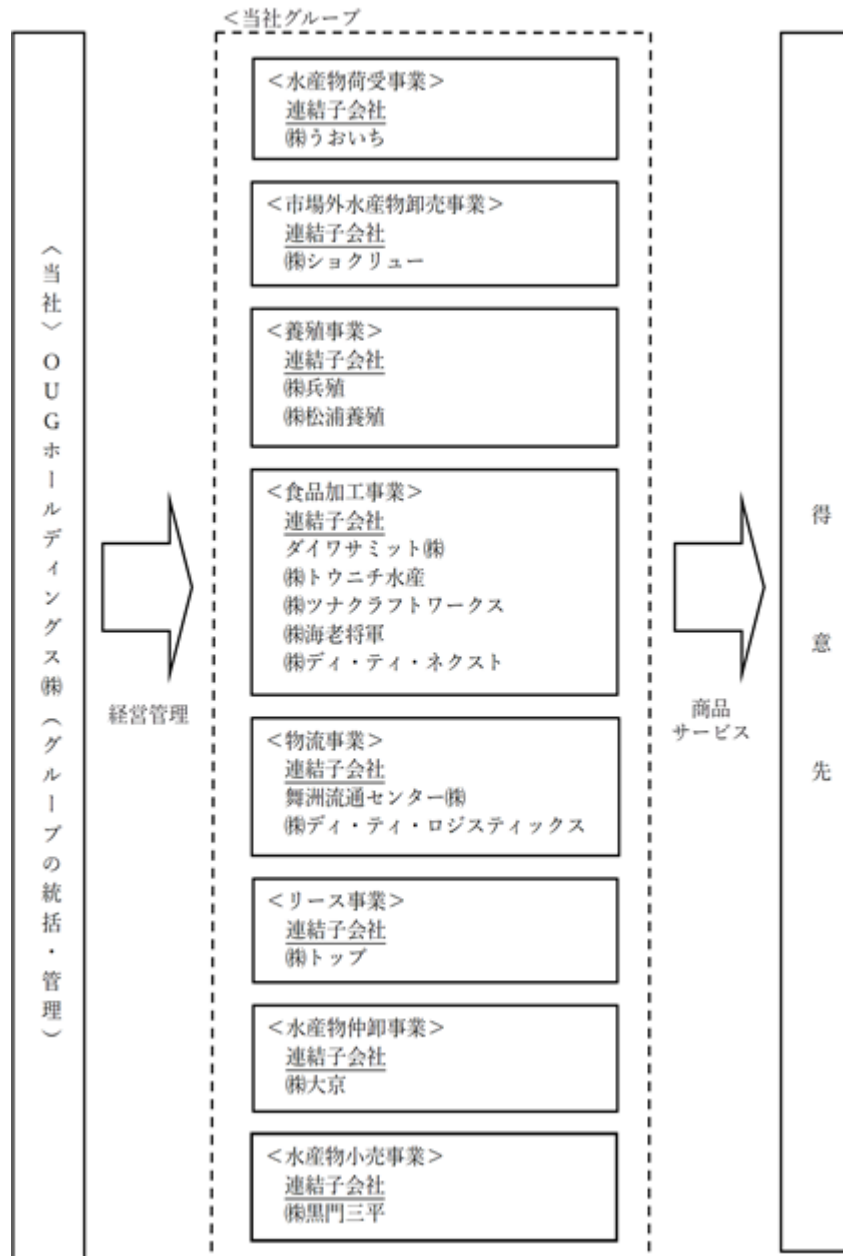 ＜当社グループ
＜当社＞ＯＵＧホールディングス㈱（グループの統括・管理）
経営管理
＜水産物荷受事業＞
連結子会社
㈱うおいち
＜市場外水産物卸売事業＞
連結子会社
㈱ショクリュー
＜養殖事業＞
連結子会社
㈱兵殖
㈱松浦養殖
＜食品加工事業＞
連結子会社
ダイワサミット㈱
㈱トウニチ水産
㈱ツナクラフトワークス
㈱海老将軍
㈱ディ・ティ・ネクスト
＜物流事業＞
連結子会社
舞洲流通センター㈱
㈱ディ・ティ・ロジスティックス
＜リース事業＞
連結子会社
㈱トップ
＜水産物仲卸事業＞
連結子会社
㈱大京
＜水産物小売事業＞
連結子会社
㈱黒門三平
商品
サービス
得意先